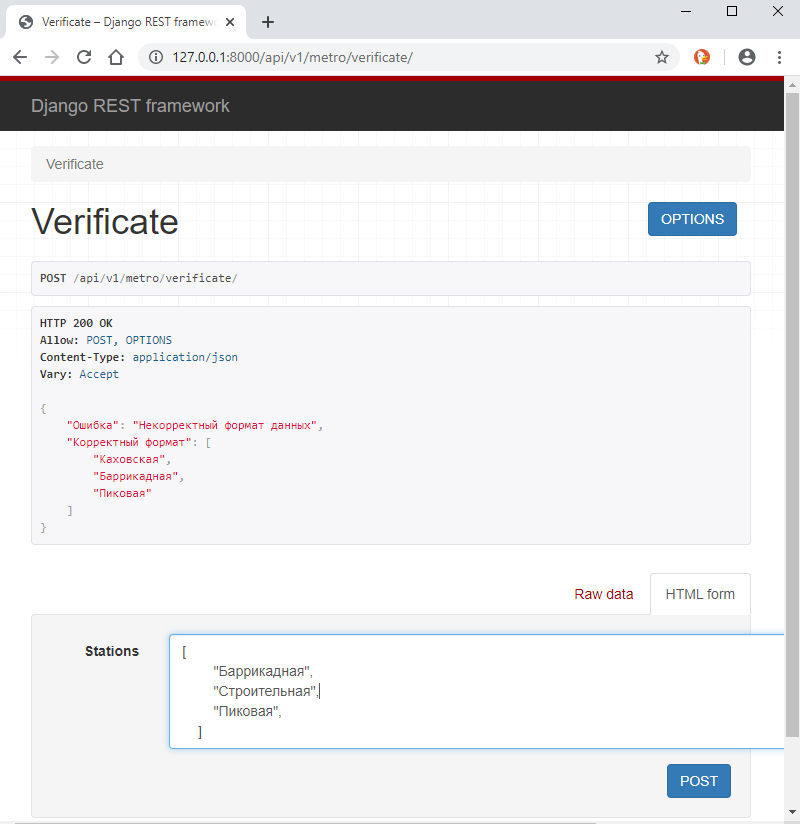 Verificate – Django REST framew
127.0.0.1:8000/api/v1/metro/verificate/
Django REST framework
Verificate
Verificate
OPTIONS
POST /api/v1/metro/verificate/
HTTP 200 OK
Allow: POST, OPTIONS
Content-Type: application/json
Vary: Accept
{
"Ошибка": "Некорректный формат данных",
"Корректный формат": [
"Каховская",
"Баррикадная",
"Пиковая"
]
}
Raw data
HTML form
Stations
[
"Баррикадная",
"Строительная",
"Пиковая",
]
POST